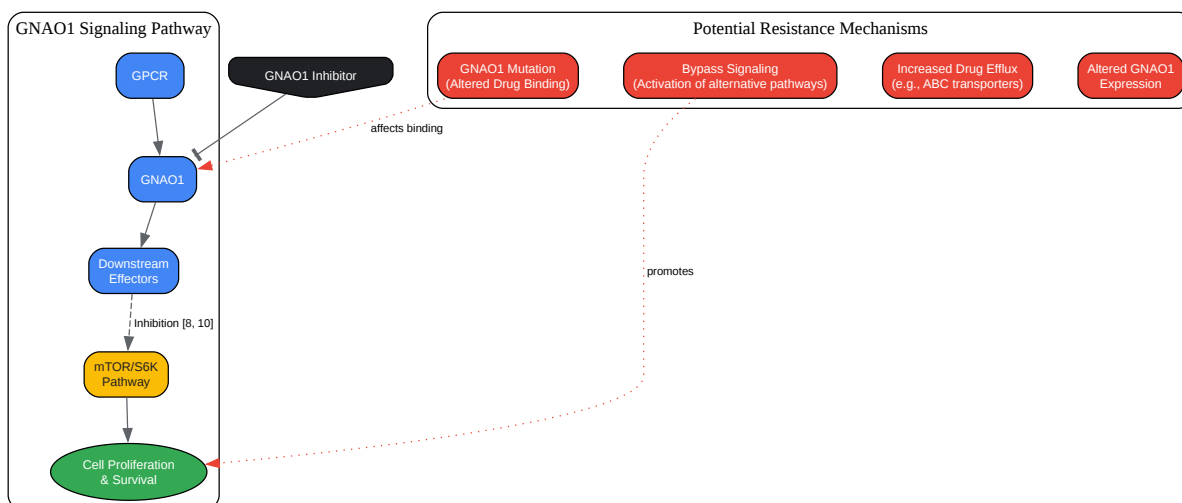 GNAO1 Signaling Pathway
Potential Resistance Mechanisms
GPCR
GNAO1 Inhibitor
GNAO1 Mutation
(Altered Drug Binding)
Bypass Signaling
(Activation of alternative pathways)
Increased Drug Efflux
(e.g., ABC transporters)
Altered GNAO1
Expression
affects binding
GNAO1
Downstream
Effectors
promotes
Inhibition [8, 10]
mTOR/S6K
Pathway
Cell Proliferation
& Survival